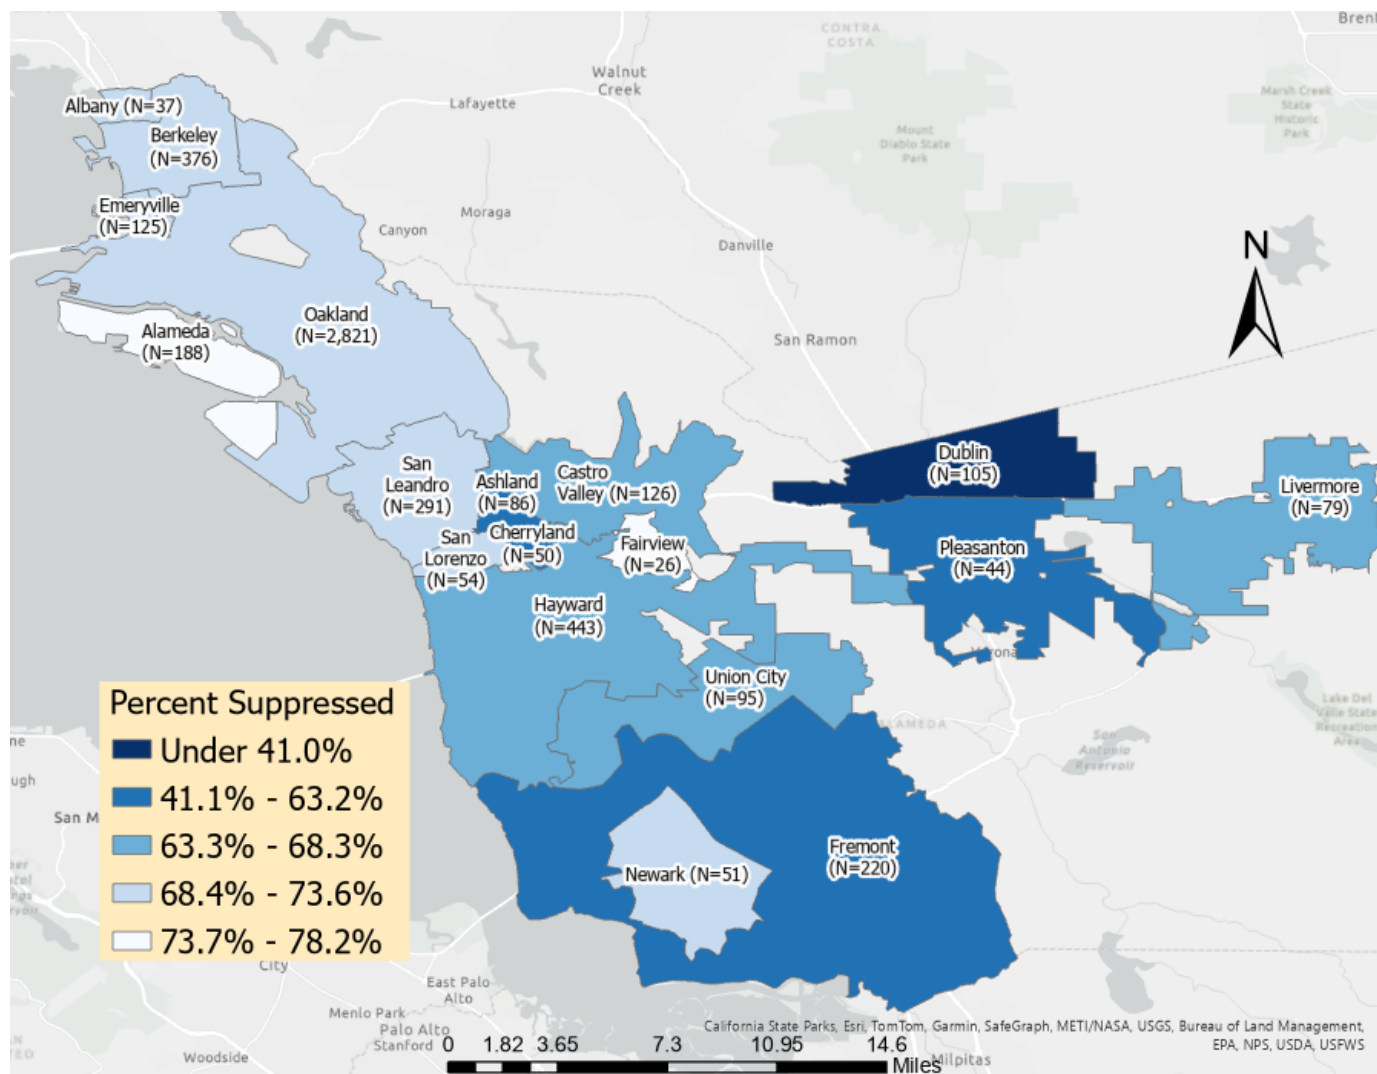 Brent
CONTRA
COSTA
Walnut
Creek
Lafayette
Marsh Creek
State
Historic
Park
Albany (N=37)
Berkeley
(N=376)
Mount
Diablo State
Park
Emeryville
(N=125)
Moraga
Canyon
Danville
N
Oakland
(N=2,821)
Alameda
(N=188)
San Ramon
San
Leandro
(N=291)
Ashland
(N=86)
Castro
Valley (N=126)
Dublin
(N=105)
Livermore
(N=79)
San
Lorenzo
(N=54)
Cherryland
(N=50)
Fairview
(N=26)
Pleasanton
(N=44)
Hayward
(N=443)
Union City
(N=95)
ALAMEDA
San
Antonio
Reservoir
Lake Del
Valle State
Recreation
Area
Percent Suppressed
Under 41.0%
41.1% - 63.2%
63.3% - 68.3%
68.4% - 73.6%
73.7% - 78.2%
San M
Fremont
(N=220)
Newark (N=51)
City
East Palo
Alto
Menlo Park
Palo Alto
Stanford
Woodside
Milpitas
California State Parks, Esri, TomTom, Garmin, SafeGraph, METI/NASA, USGS, Bureau of Land Management,
EPA, NPS, USDA, USFWS
0 1.82 3.65 7.3 10.95 14.6
Miles